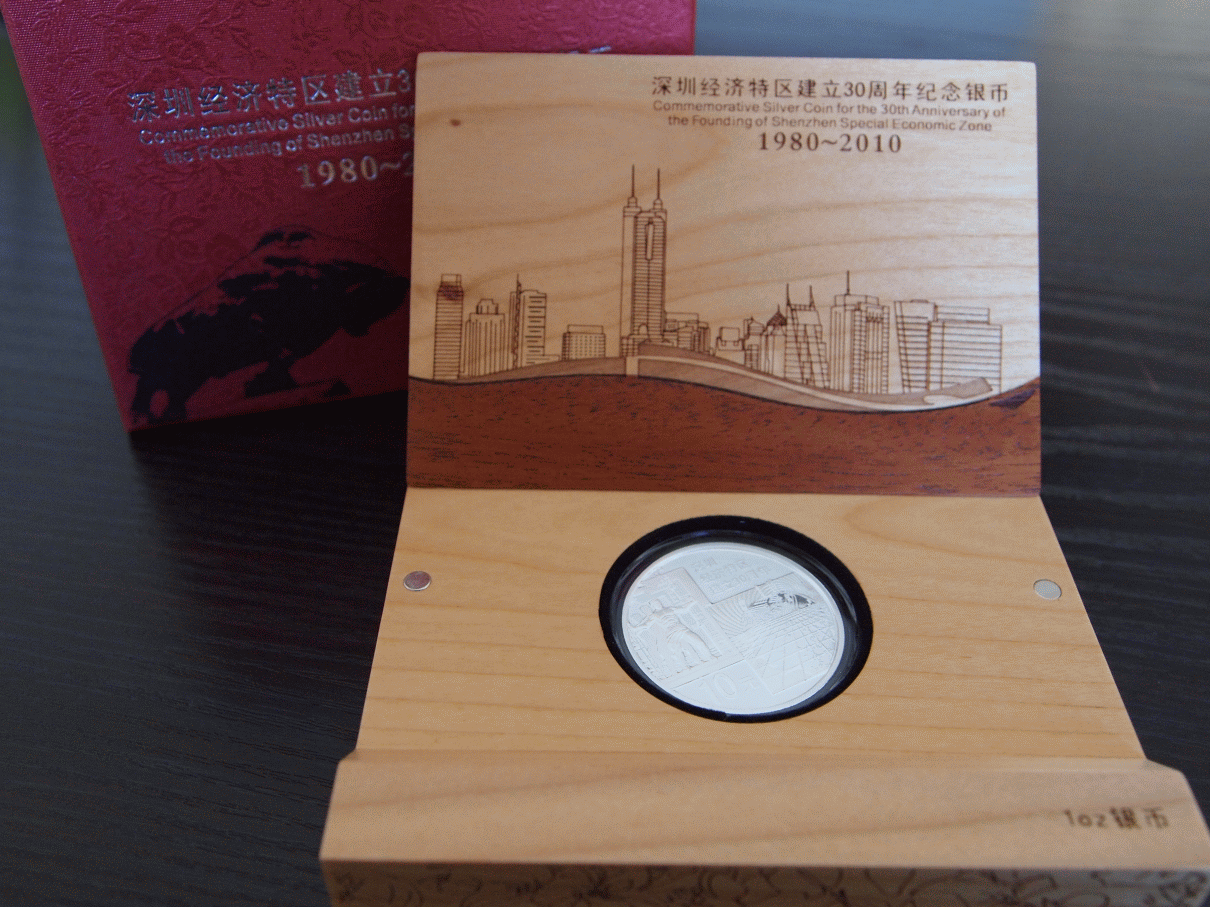 深圳经济特区建立3
Commemorative Silver Coin for
the Founding of Shenzhen Sp
1980~2
深圳经济特区建立30周年纪念银币
Commemorative Silver Coin for the 30th Anniversary of
the Founding of Shenzhen Special Economic Zone
1980~2010
1oz银币